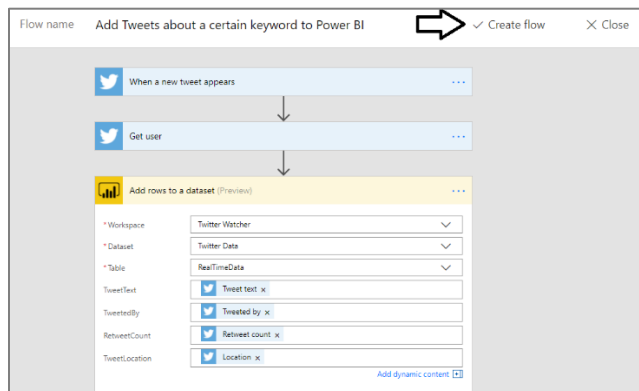 Flow name Add Tweets about a certain keyword to Power BI Create flow Close
When a new tweet appears
Get user
Add rows to a dataset (Preview)
* Workspace Twitter Watcher
* Dataset Twitter Data
* Table RealTimeData
TweetText Tweet text x
TweetedBy Tweeted by x
RetweetCount Retweet count x
TweetLocation Location x
Add dynamic content